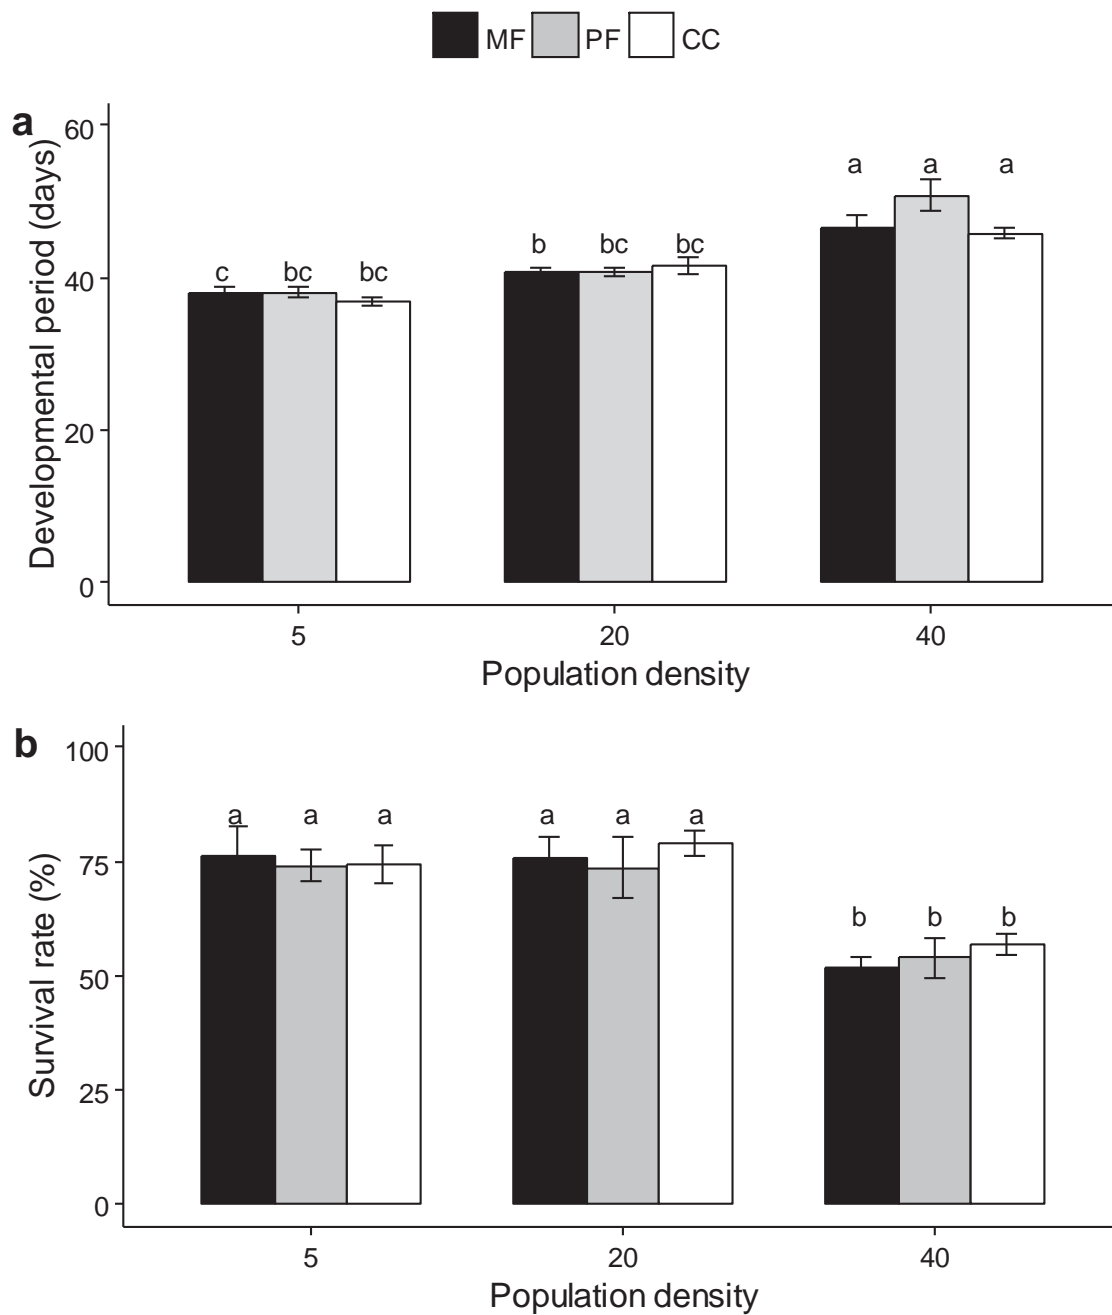 MF PF CC
a
Developmental period (days)
60
40
20
0
c bc bc
b bc bc
a a a
5 20 40
Population density
b
Survival rate (%)
100
75
50
25
0
a a a
a a a
b b b
5 20 40
Population density